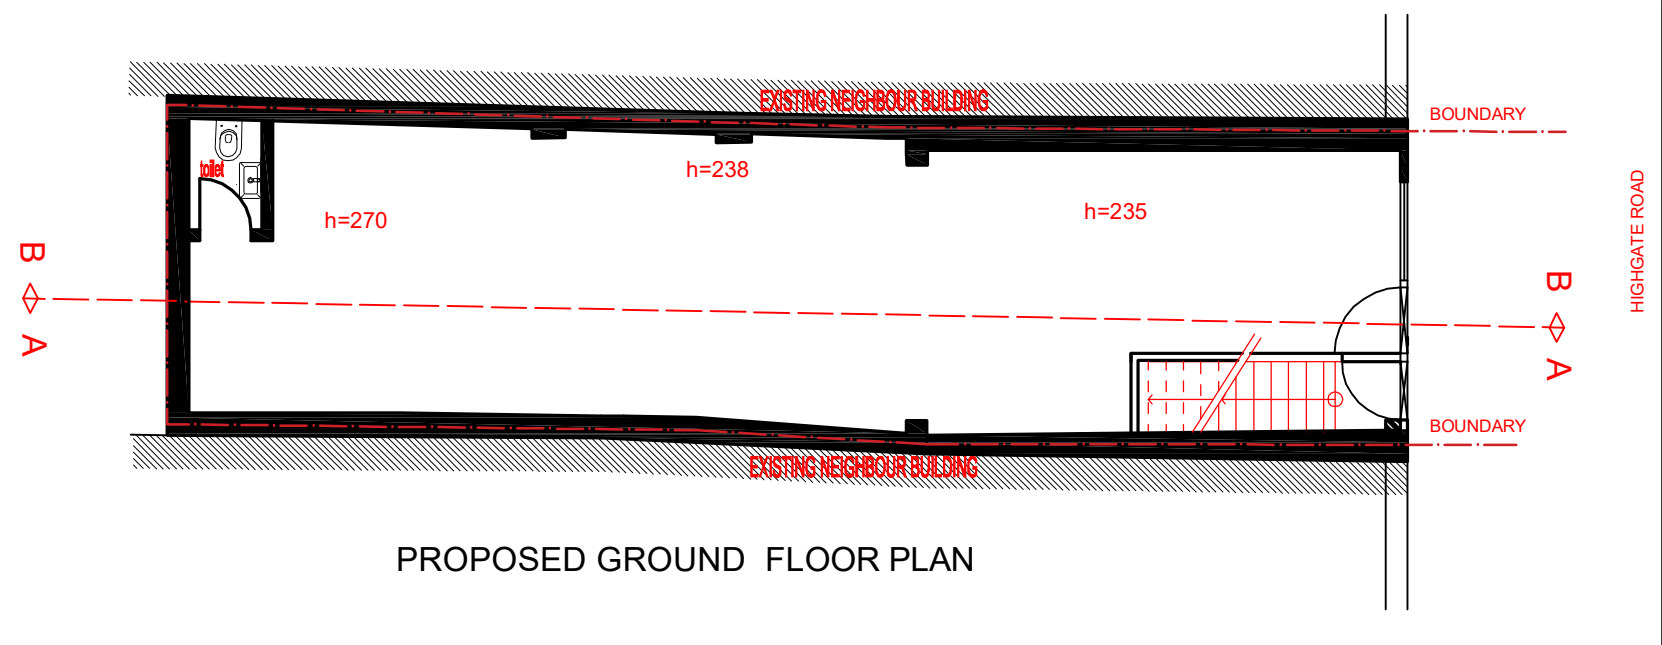 EXISTING NEIGHBOUR BUILDING
BOUNDARY
toilet
h=238
h=270
h=235
HIGHGATE ROAD
B
A
B
A
BOUNDARY
EXISTING NEIGHBOUR BUILDING
PROPOSED GROUND FLOOR PLAN